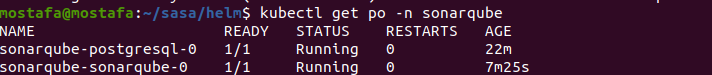 mostafa@mostafa:~/sasa/helm$ kubectl get po -n sonarqube
NAME READY STATUS RESTARTS AGE
sonarqube-postgresql-0 1/1 Running 0 22m
sonarqube-sonarqube-0 1/1 Running 0 7m25s